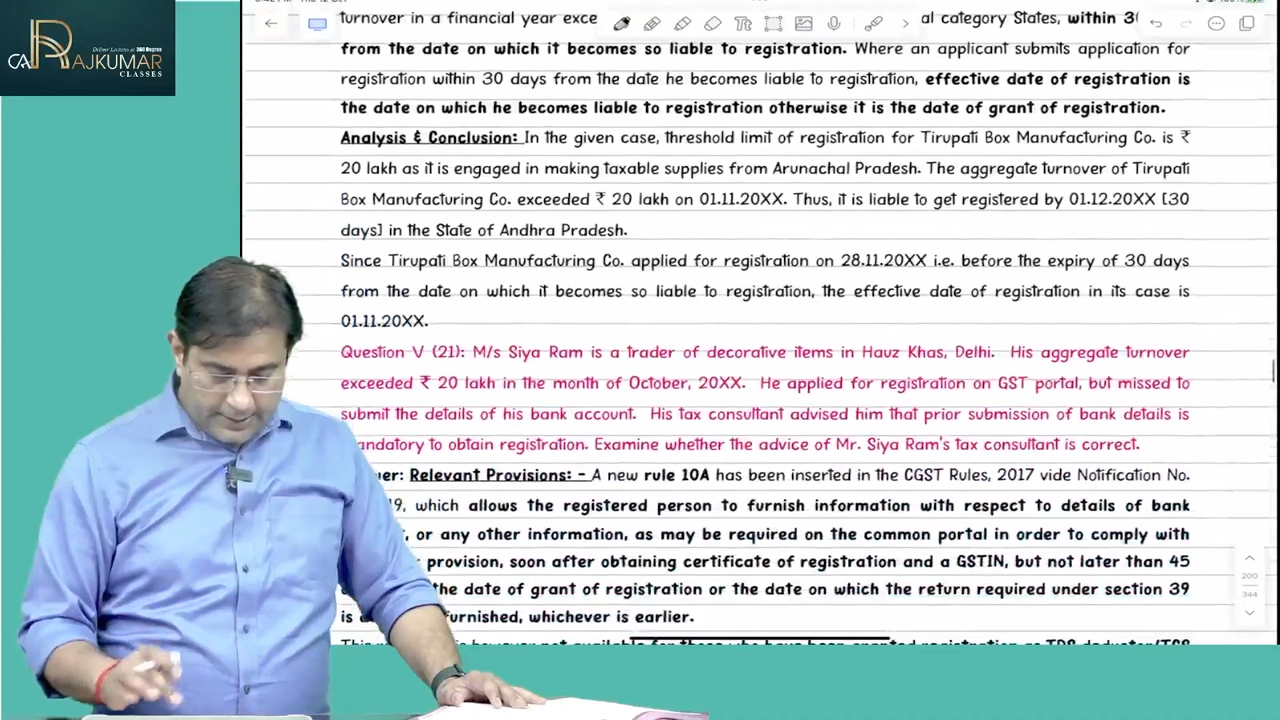 turnover in a financial year exce al category States, within 3
from the date on which it becomes so liable to registration. Where an applicant submits application for
registration within 30 days from the date he becomes liable to registration, effective date of registration is
the date on which he becomes liable to registration otherwise it is the date of grant of registration.
Analysis & Conclusion: In the given case, threshold limit of registration for Tirupati Box Manufacturing Co. is ₹
20 lakh as it is engaged in making taxable supplies from Arunachal Pradesh. The aggregate turnover of Tirupati
Box Manufacturing Co. exceeded ₹ 20 lakh on 01.11.20XX. Thus, it is liable to get registered by 01.12.20XX [30
days] in the State of Andhra Pradesh.
Since Tirupati Box Manufacturing Co. applied for registration on 28.11.20XX i.e. before the expiry of 30 days
from the date on which it becomes so liable to registration, the effective date of registration in its case is
01.11.20XX.
Question V (21): M/s Siya Ram is a trader of decorative items in Hauz Khas, Delhi. His aggregate turnover
exceeded ₹ 20 lakh in the month of October, 20XX. He applied for registration on GST portal, but missed to
submit the details of his bank account. His tax consultant advised him that prior submission of bank details is
andatory to obtain registration. Examine whether the advice of Mr. Siya Ram's tax consultant is correct.
er: Relevant Provisions: - A new rule 10A has been inserted in the CGST Rules, 2017 vide Notification No.
9, which allows the registered person to furnish information with respect to details of bank
, or any other information, as may be required on the common portal in order to comply with
provision, soon after obtaining certificate of registration and a GSTIN, but not later than 45
the date of grant of registration or the date on which the return required under section 39
is furnished, whichever is earlier.
CA RAJKUMAR
CLASSES
Deliver Lectures at 360 Degree
Tт
200
344